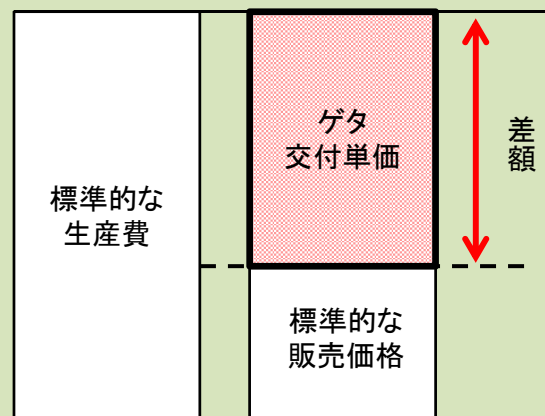 標準的な
生産費
ゲタ
交付単価
標準的な
販売価格
差額